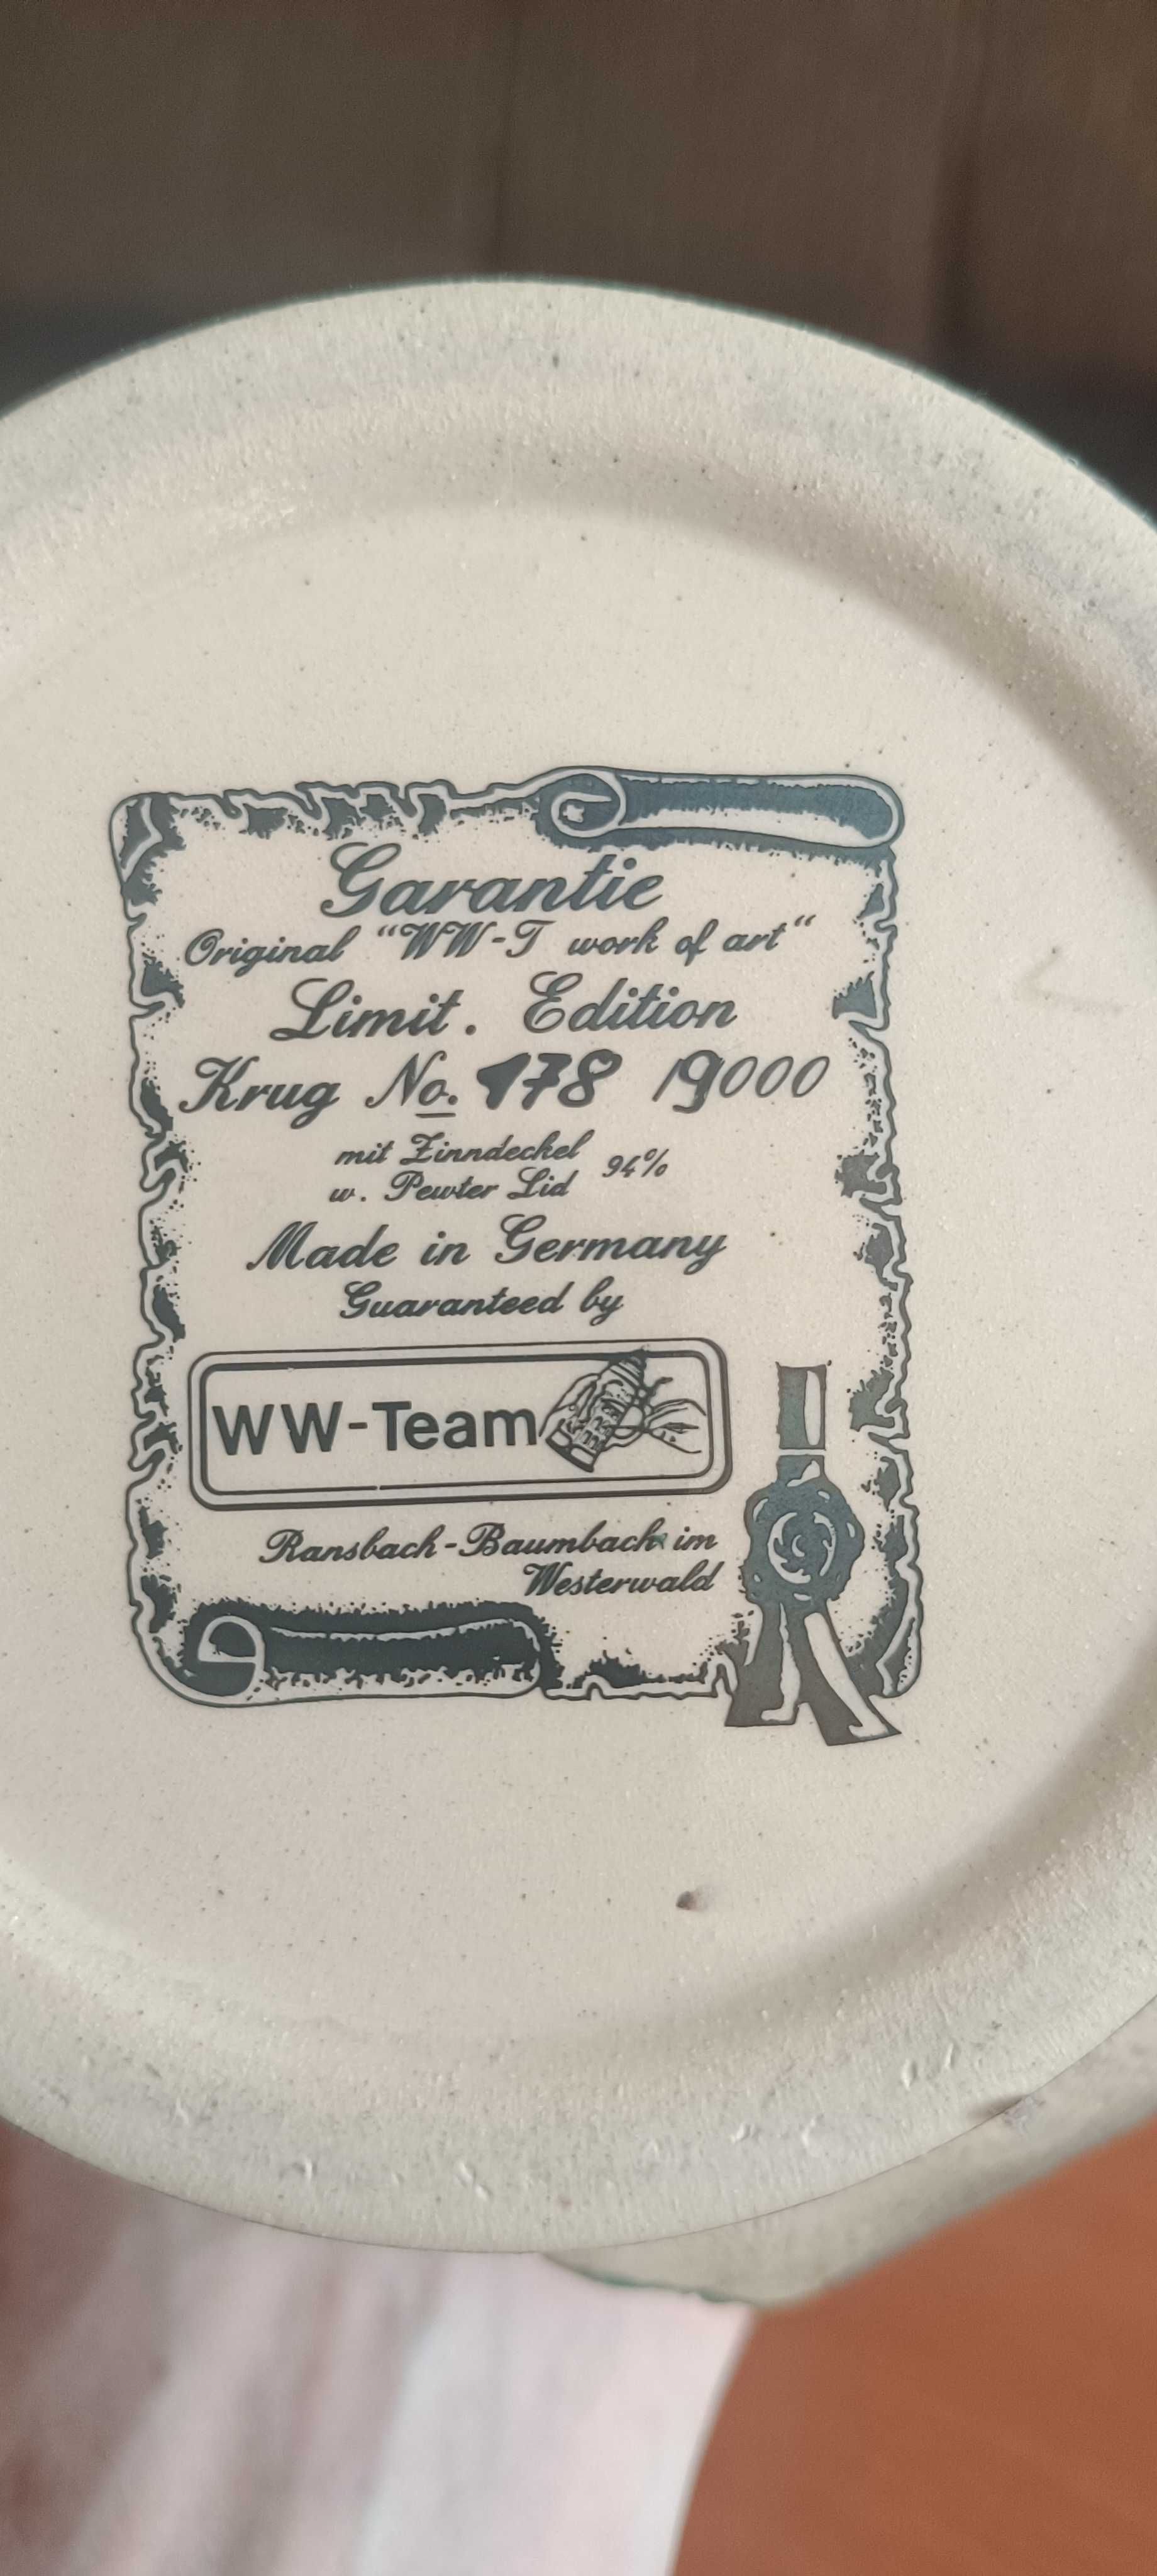 Garantie
Original "WW-T work of art"
Limit. Edition
Krug No. 178 /9000
mit Zinndeckel
w. Pewter Lid 94%
Made in Germany
Guaranteed by
WW-Team
Ransbach-Baumbach im
Westerwald